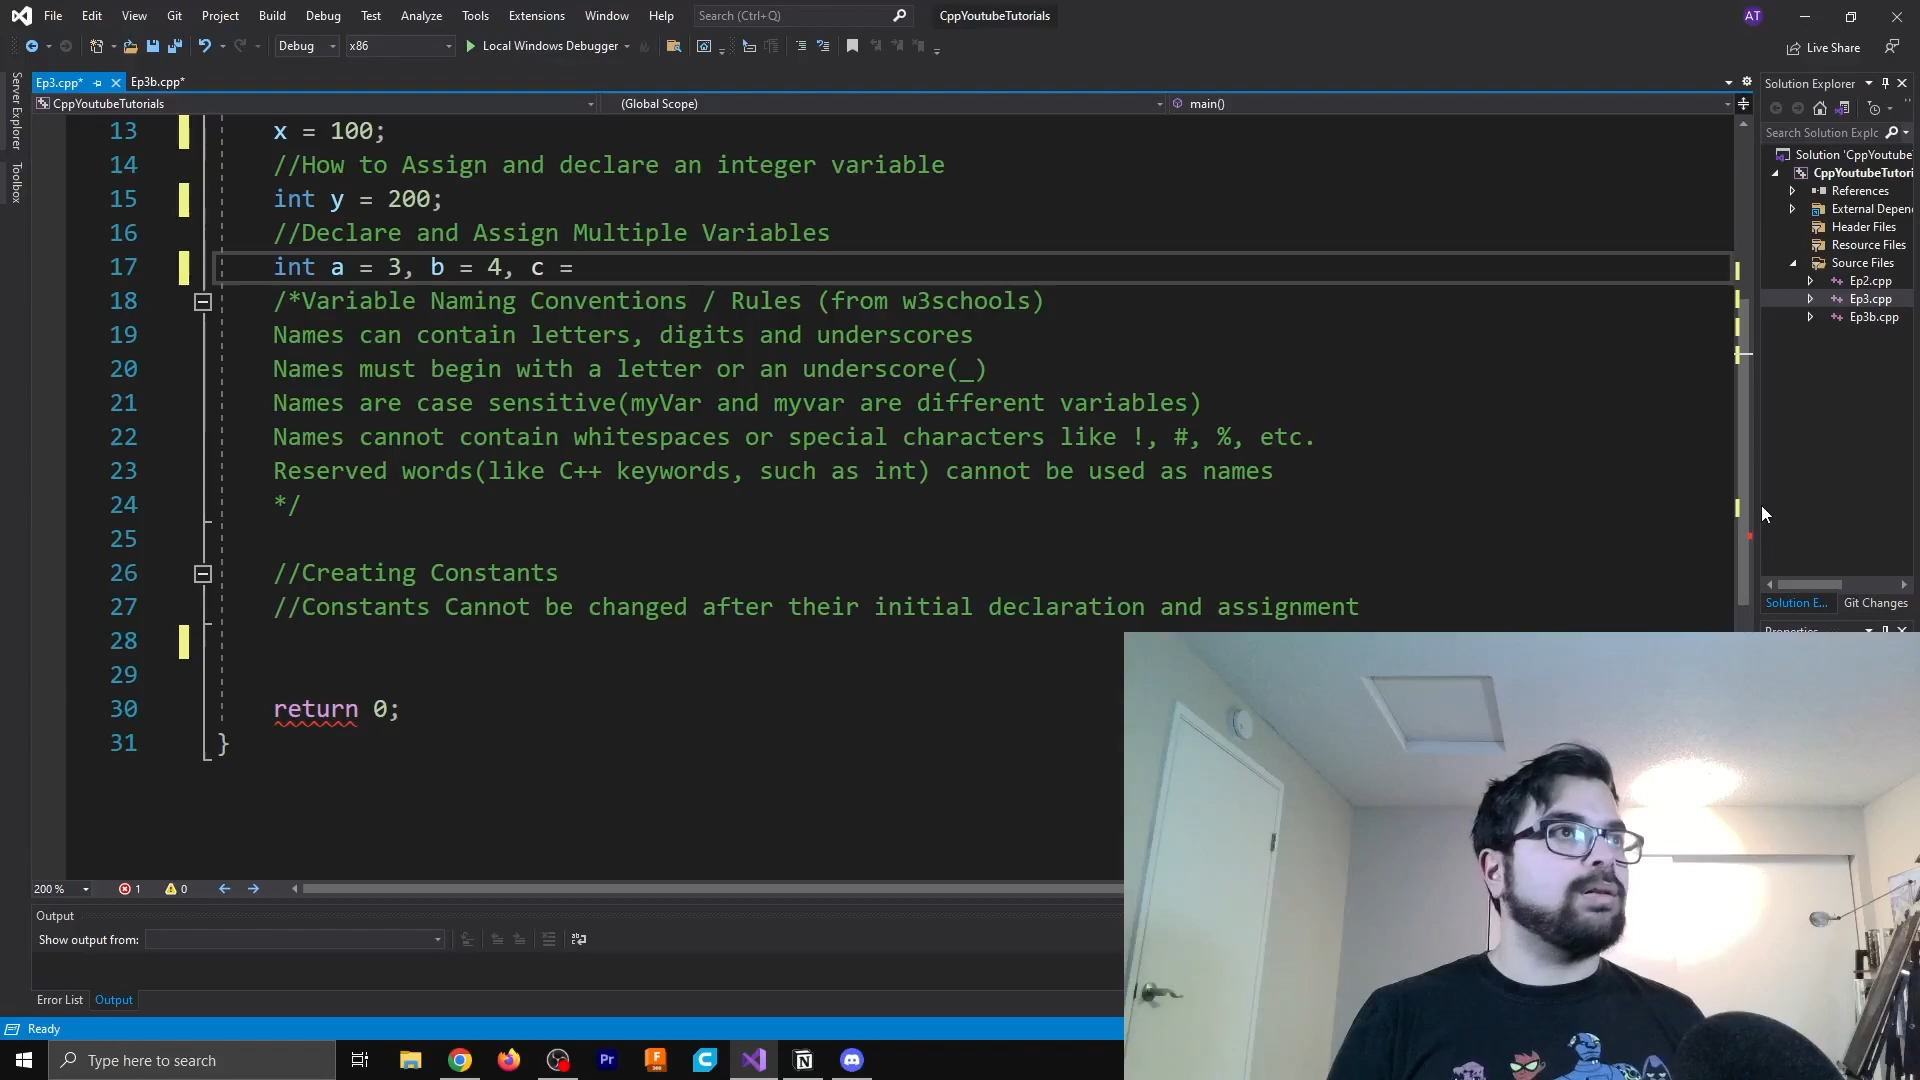 File Edit View Git Project Build Debug Test Analyze Tools Extensions Window Help Search (Ctrl+Q) CppYoutubeTutorials AT
Debug x86 Local Windows Debugger Live Share
Ep3.cpp* Ep3b.cpp*
CppYoutubeTutorials (Global Scope) main()
Server Explorer
Toolbox
13 x = 100;
14 //How to Assign and declare an integer variable
15 int y = 200;
16 //Declare and Assign Multiple Variables
17 int a = 3, b = 4, c =
18 /*Variable Naming Conventions / Rules (from w3schools)
19 Names can contain letters, digits and underscores
20 Names must begin with a letter or an underscore(_)
21 Names are case sensitive(myVar and myvar are different variables)
22 Names cannot contain whitespaces or special characters like !, #, %, etc.
23 Reserved words(like C++ keywords, such as int) cannot be used as names
24 */
25
26 //Creating Constants
27 //Constants Cannot be changed after their initial declaration and assignment
28
29
30 return 0;
31 }
Solution Explorer
Search Solution Explc
Solution 'CppYoutube
CppYoutubeTutori
References
External Depen
Header Files
Resource Files
Source Files
Ep2.cpp
Ep3.cpp
Ep3b.cpp
Solution E... Git Changes
Properties
200 % 1 0
Output
Show output from:
Error List Output
Ready
Type here to search
Pr F 360 C N